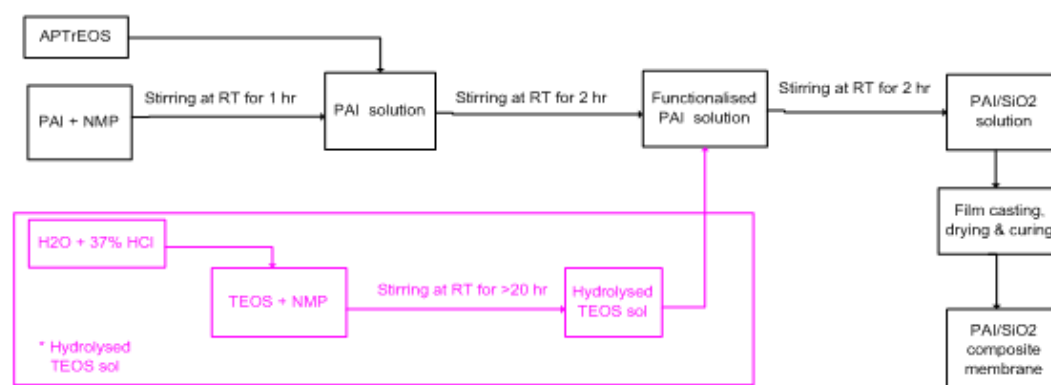 APTrEOS
PAI + NMP
Stirring at RT for 1 hr
PAI solution
Stirring at RT for 2 hr
Functionalised
PAI solution
Stirring at RT for 2 hr
PAI/SiO2
solution
Film casting,
drying & curing
PAI/SiO2
composite
membrane
H2O + 37% HCl
TEOS + NMP
Stirring at RT for >20 hr
Hydrolysed
TEOS sol
* Hydrolysed
TEOS sol